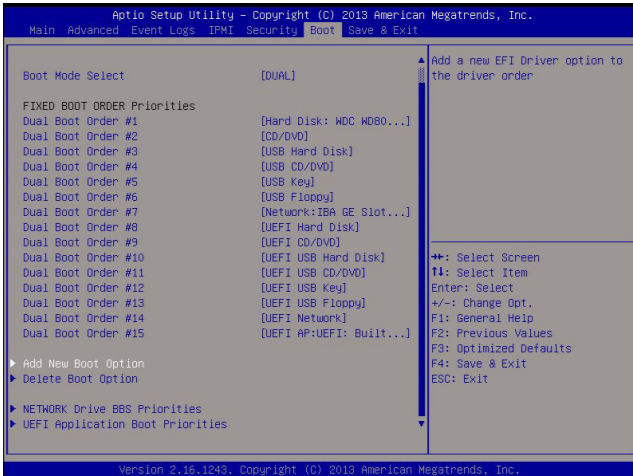 Aptio Setup Utility - Copyright (C) 2013 American Megatrends, Inc.
Main Advanced Event Logs IPMI Security Boot Save & Exit
Boot Mode Select [DUAL]
FIXED BOOT ORDER Priorities
Dual Boot Order #1 [Hard Disk: WDC WD80...]
Dual Boot Order #2 [CD/DVD]
Dual Boot Order #3 [USB Hard Disk]
Dual Boot Order #4 [USB CD/DVD]
Dual Boot Order #5 [USB Key]
Dual Boot Order #6 [USB Floppy]
Dual Boot Order #7 [Network:IBA GE Slot...]
Dual Boot Order #8 [UEFI Hard Disk]
Dual Boot Order #9 [UEFI CD/DVD]
Dual Boot Order #10 [UEFI USB Hard Disk]
Dual Boot Order #11 [UEFI USB CD/DVD]
Dual Boot Order #12 [UEFI USB Key]
Dual Boot Order #13 [UEFI USB Floppy]
Dual Boot Order #14 [UEFI Network]
Dual Boot Order #15 [UEFI AP:UEFI: Built...]
Add New Boot Option
Delete Boot Option
NETWORK Drive BBS Priorities
UEFI Application Boot Priorities
Add a new EFI Driver option to
the driver order
→←: Select Screen
↑↓: Select Item
Enter: Select
+/-: Change Opt.
F1: General Help
F2: Previous Values
F3: Optimized Defaults
F4: Save & Exit
ESC: Exit
Version 2.16.1243. Copyright (C) 2013 American Megatrends, Inc.